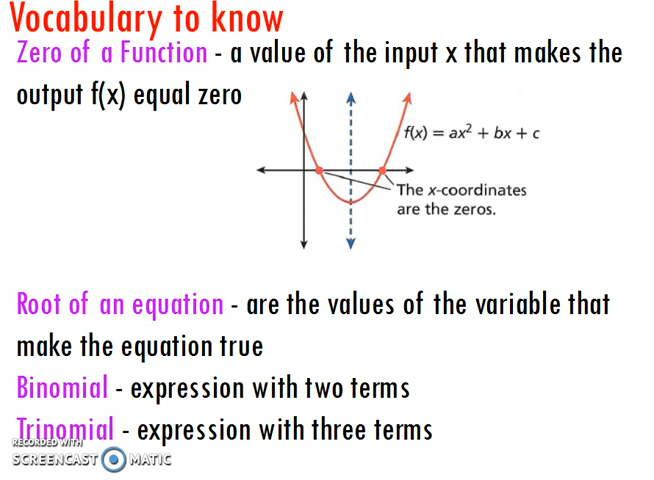 Vocabulary to know
Zero of a Function - a value of the input x that makes the
output f(x) equal zero
f(x) = ax² + bx + c
The x-coordinates
are the zeros.
Root of an equation - are the values of the variable that
make the equation true
Binomial - expression with two terms
Trinomial - expression with three terms
RECORDED WITH
SCREENCAST MATIC